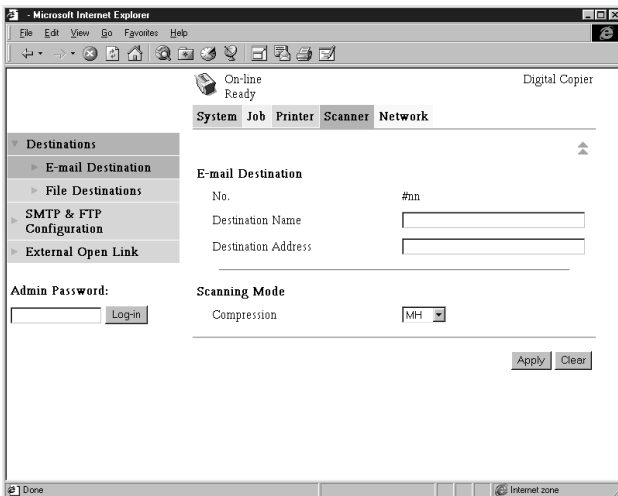 - Microsoft Internet Explorer
File Edit View Go Favorites Help
On-line
Ready
Digital Copier
System Job Printer Scanner Network
Destinations
E-mail Destination
File Destinations
SMTP & FTP
Configuration
External Open Link
Admin Password:
Log-in
E-mail Destination
No. #nn
Destination Name
Destination Address
Scanning Mode
Compression MH
Apply Clear
Done
Internet zone